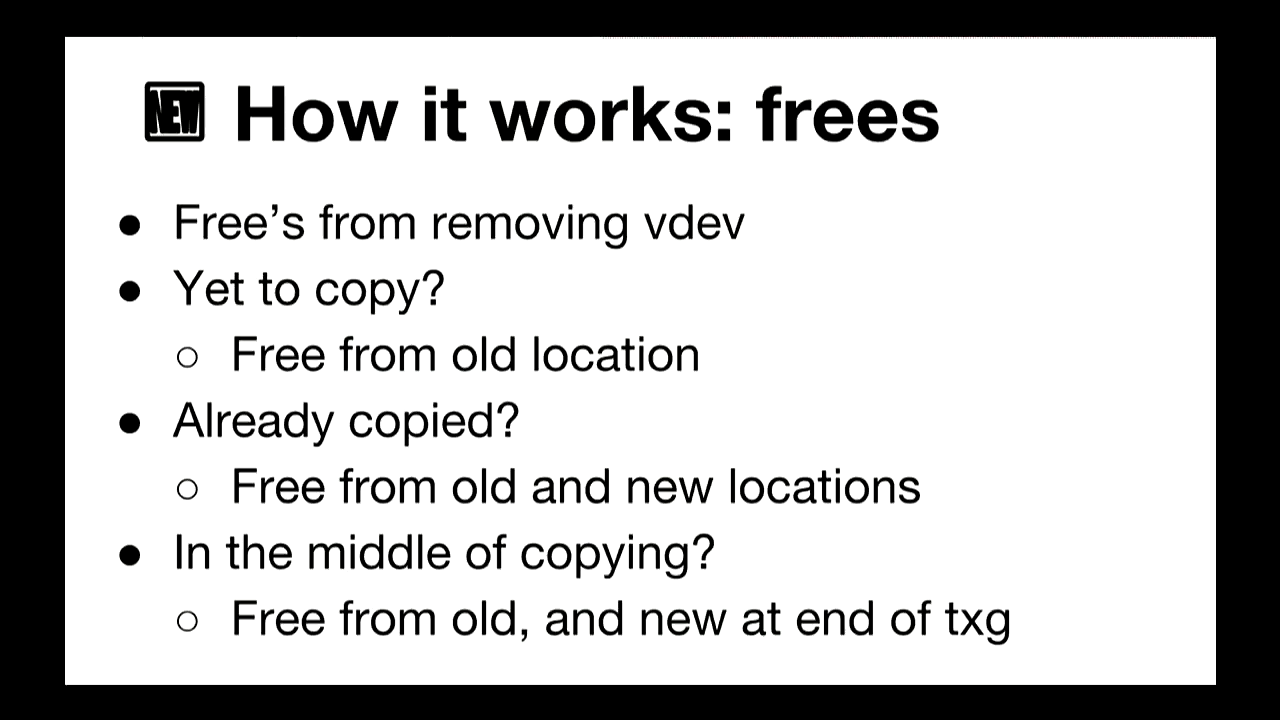 NEW How it works: frees
● Free’s from removing vdev
● Yet to copy?
○ Free from old location
● Already copied?
○ Free from old and new locations
● In the middle of copying?
○ Free from old, and new at end of txg